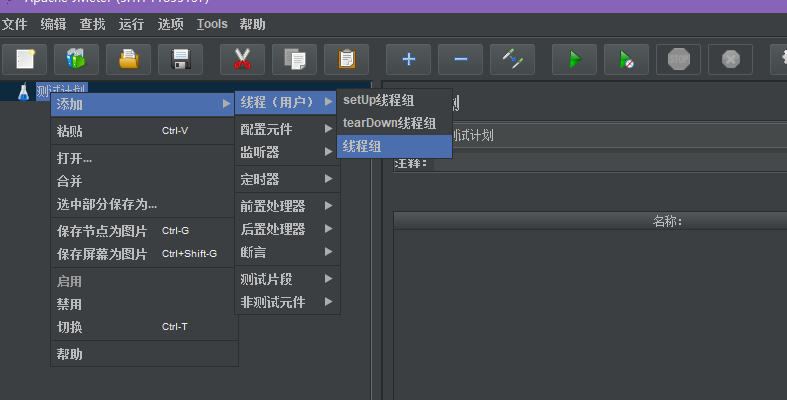 文件 编辑 查找 运行 选项 Tools 帮助
STOP
测试计划
添加
粘贴 Ctrl-V
打开...
合并
选中部分保存为...
保存节点为图片 Ctrl-G
保存屏幕为图片 Ctrl+Shift-G
启用
禁用
切换 Ctrl-T
帮助
线程（用户）
配置元件
监听器
定时器
前置处理器
后置处理器
断言
测试片段
非测试元件
setUp线程组
tearDown线程组
线程组
划
测试计划
注释：
名称：